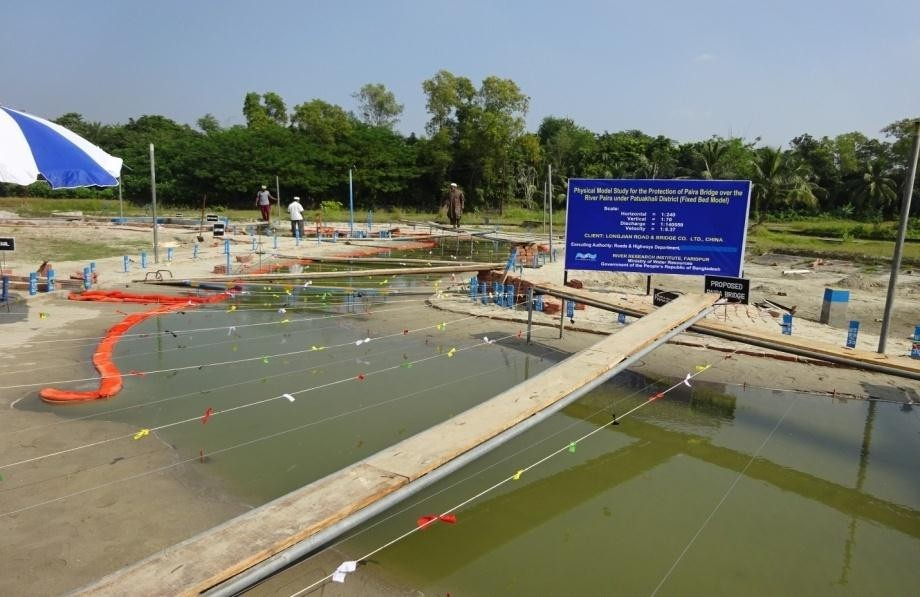 Physical Model Study for the Protection of Paira Bridge over the
River Paira under Patuakhali District (Fixed Bed Model)
Scale:
Horizontal = 1:240
Vertical = 1:70
Discharge = 1:140559
Velocity = 1:8.37
CLIENT: LONGJIAN ROAD & BRIDGE CO. LTD., CHINA
Executing Authority: Roads & Highways Department,
RIVER RESEARCH INSTITUTE, FARIDPUR
Ministry of Water Resources
Government of the People's Republic of Bangladesh
PROPOSED
PAIRA BRIDGE